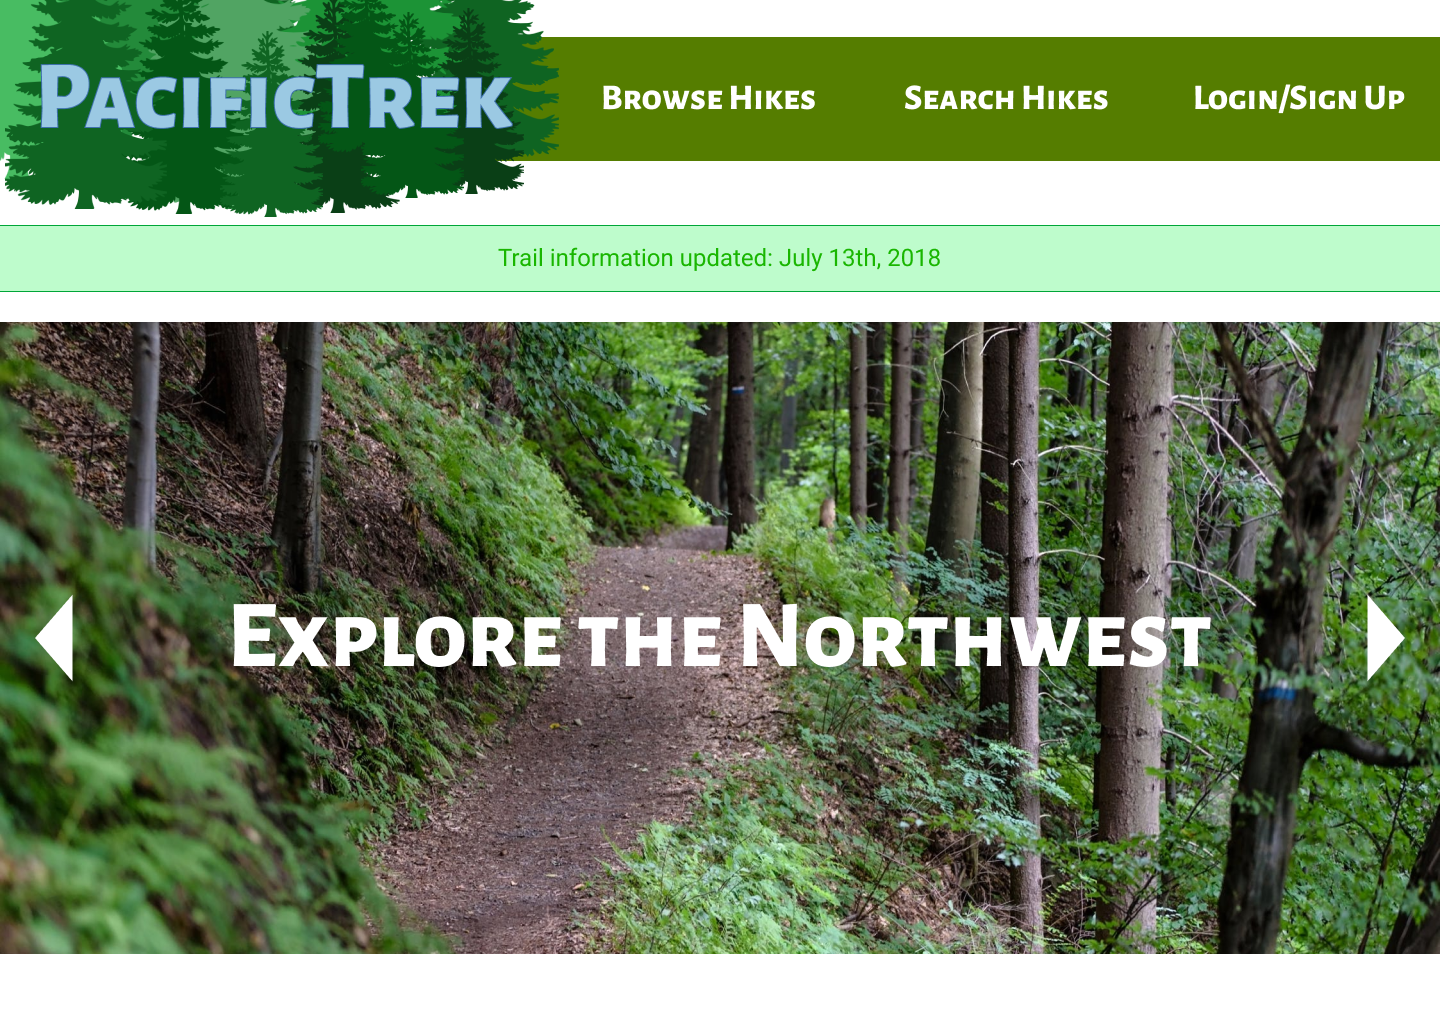 PacificTrek
Browse Hikes
Search Hikes
Login/Sign Up
Trail information updated: July 13th, 2018
Explore the Northwest